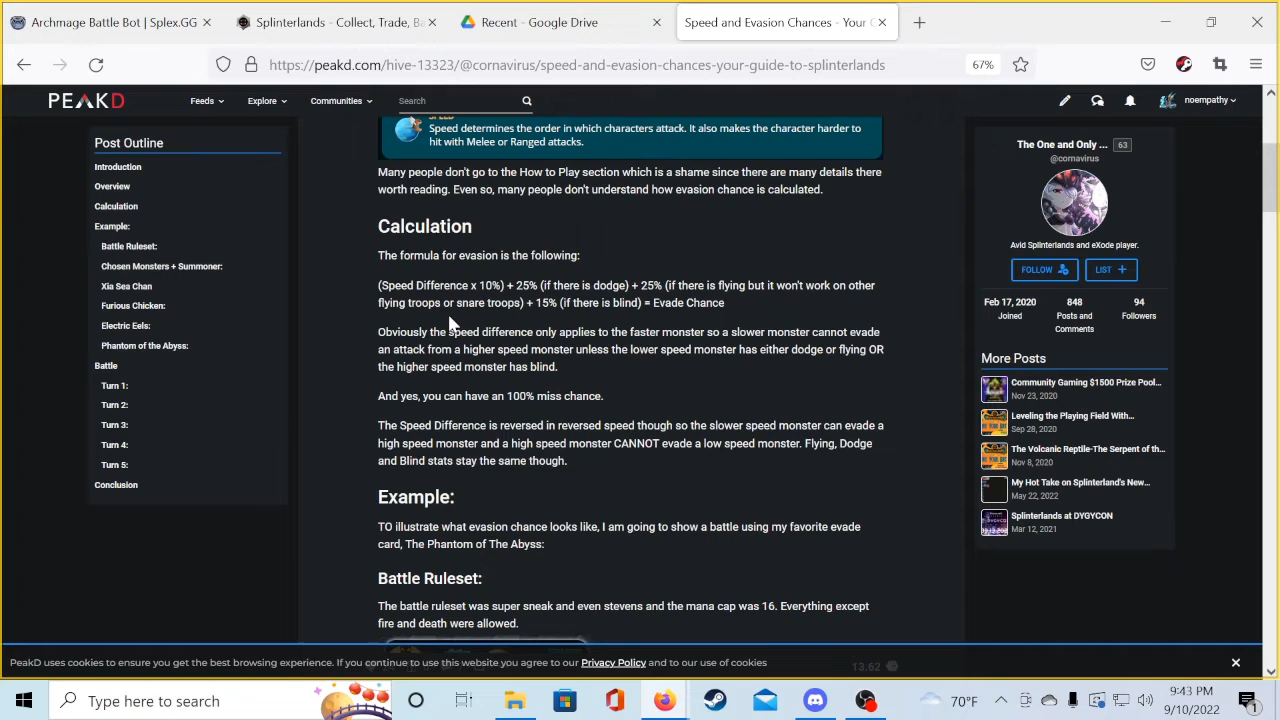 Archmage Battle Bot | Splex.GG
Splinterlands - Collect, Trade, Ba
Recent - Google Drive
Speed and Evasion Chances - Your G
https://peakd.com/hive-13323/@cornavirus/speed-and-evasion-chances-your-guide-to-splinterlands
67%
PEAKD
Feeds
Explore
Communities
Search
noempathy
Post Outline
Introduction
Overview
Calculation
Example:
Battle Ruleset:
Chosen Monsters + Summoner:
Xia Sea Chan
Furious Chicken:
Electric Eels:
Phantom of the Abyss:
Battle
Turn 1:
Turn 2:
Turn 3:
Turn 4:
Turn 5:
Conclusion
SPEED
Speed determines the order in which characters attack. It also makes the character harder to
hit with Melee or Ranged attacks.
Many people don't go to the How to Play section which is a shame since there are many details there
worth reading. Even so, many people don't understand how evasion chance is calculated.
Calculation
The formula for evasion is the following:
(Speed Difference x 10%) + 25% (if there is dodge) + 25% (if there is flying but it won't work on other
flying troops or snare troops) + 15% (if there is blind) = Evade Chance
Obviously the speed difference only applies to the faster monster so a slower monster cannot evade
an attack from a higher speed monster unless the lower speed monster has either dodge or flying OR
the higher speed monster has blind.
And yes, you can have an 100% miss chance.
The Speed Difference is reversed in reversed speed though so the slower speed monster can evade a
high speed monster and a high speed monster CANNOT evade a low speed monster. Flying, Dodge
and Blind stats stay the same though.
Example:
TO illustrate what evasion chance looks like, I am going to show a battle using my favorite evade
card, The Phantom of The Abyss:
Battle Ruleset:
The battle ruleset was super sneak and even stevens and the mana cap was 16. Everything except
fire and death were allowed.
13.62
The One and Only ... 63
@cornavirus
Avid Splinterlands and eXode player.
FOLLOW
LIST
Feb 17, 2020
848
94
Joined
Posts and
Comments
Followers
More Posts
Community Gaming $1500 Prize Pool...
Nov 23, 2020
Leveling the Playing Field With...
Sep 28, 2020
The Volcanic Reptile-The Serpent of th...
Nov 8, 2020
My Hot Take on Splinterland's New...
May 22, 2022
Splinterlands at DYGYCON
Mar 12, 2021
PeakD uses cookies to ensure you get the best browsing experience. If you continue to use this website you agree to our Privacy Policy and to our use of cookies
Type here to search
70°F
9:43 PM
9/10/2022
1